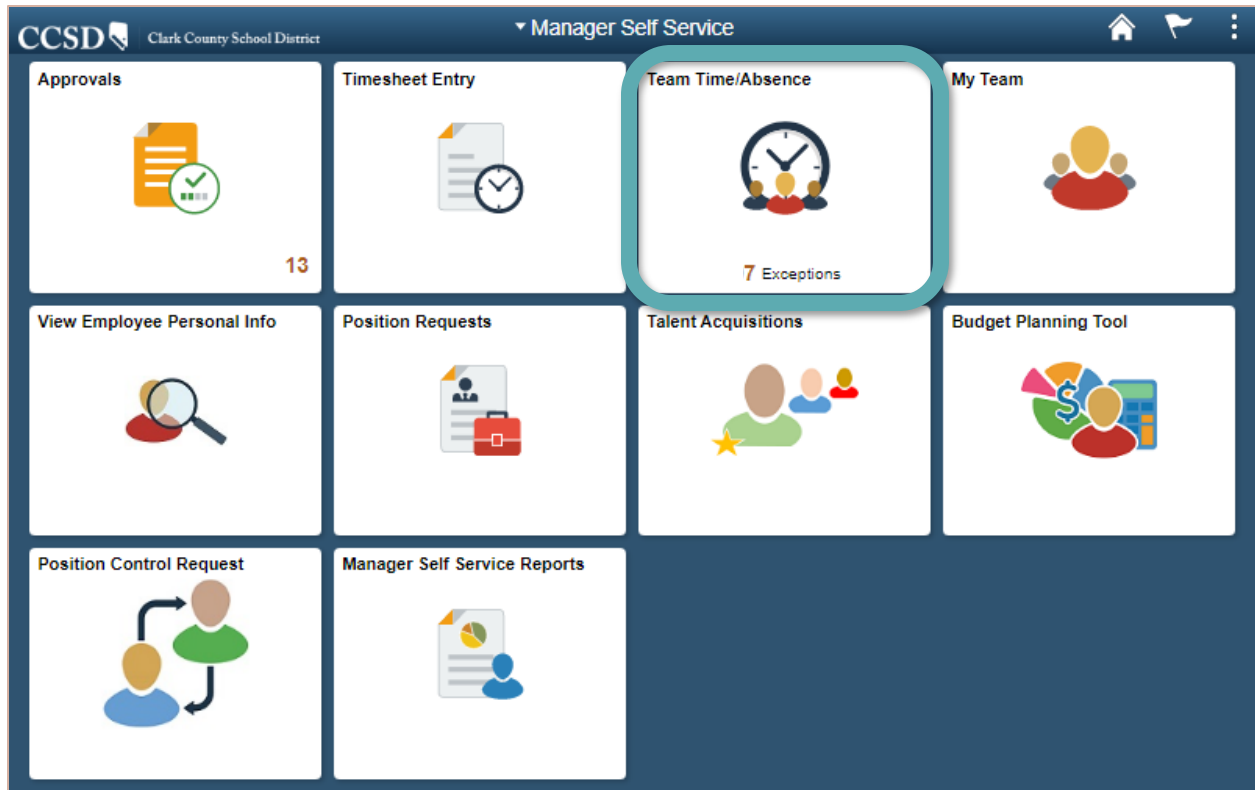 CCSD Clark County School District
Manager Self Service
Approvals
13
Timesheet Entry
Team Time/Absence
7 Exceptions
My Team
View Employee Personal Info
Position Requests
Talent Acquisitions
Budget Planning Tool
$
Position Control Request
Manager Self Service Reports